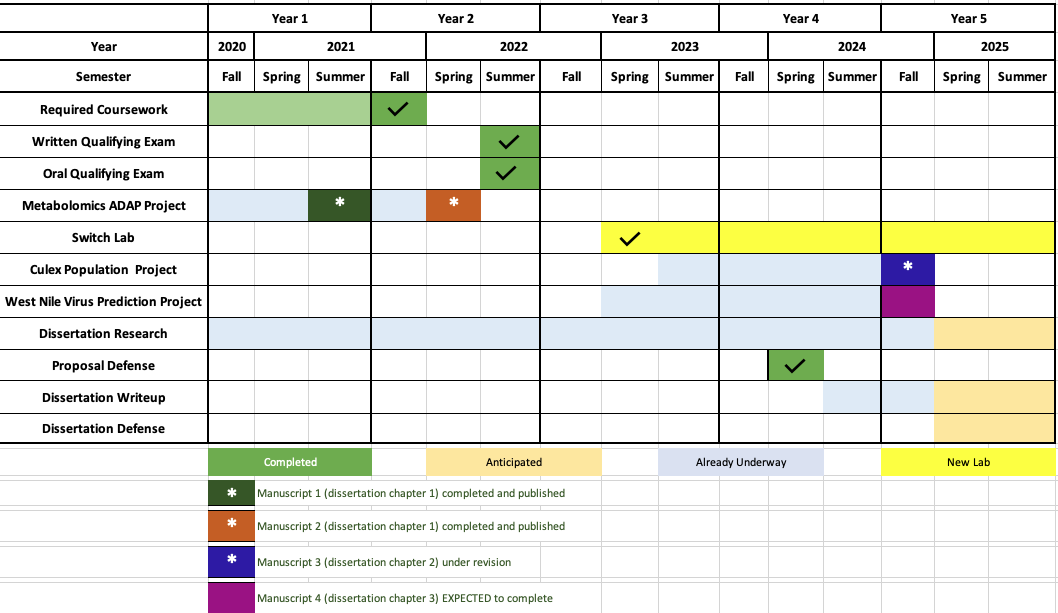 Year 1 Year 2 Year 3 Year 4 Year 5
Year 2020 2021 2022 2023 2024 2025
Semester Fall Spring Summer Fall Spring Summer Fall Spring Summer Fall Spring Summer Fall Spring Summer
Required Coursework
Written Qualifying Exam
Oral Qualifying Exam
Metabolomics ADAP Project * *
Switch Lab
Culex Population Project *
West Nile Virus Prediction Project
Dissertation Research
Proposal Defense
Dissertation Writeup
Dissertation Defense
Completed Anticipated Already Underway New Lab
* Manuscript 1 (dissertation chapter 1) completed and published
* Manuscript 2 (dissertation chapter 1) completed and published
* Manuscript 3 (dissertation chapter 2) under revision
Manuscript 4 (dissertation chapter 3) EXPECTED to complete